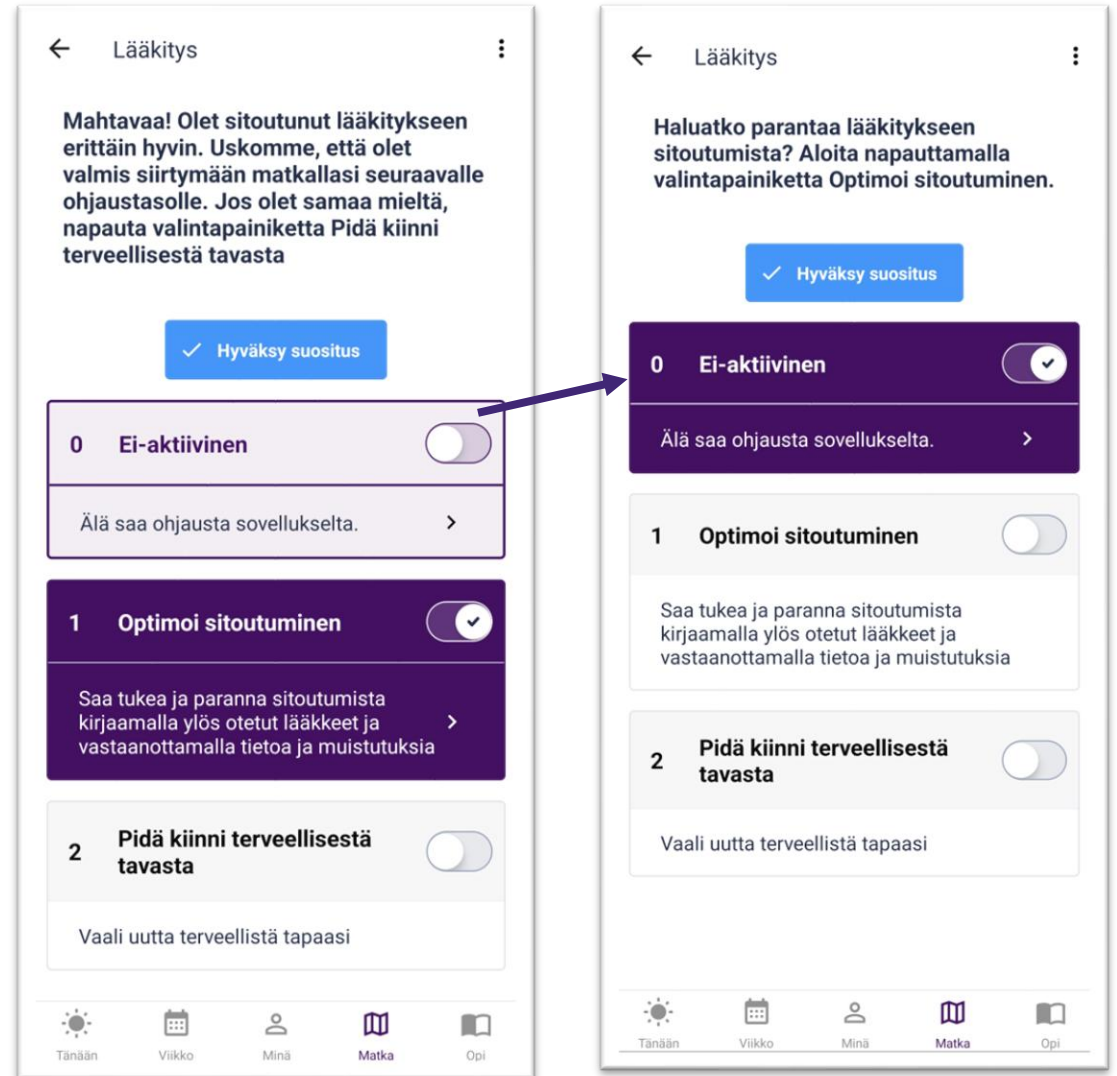 Lääkitys
Mahtavaa! Olet sitoutunut lääkitykseen
erittäin hyvin. Uskomme, että olet
valmis siirtymään matkallasi seuraavalle
ohjaustasolle. Jos olet samaa mieltä,
napauta valintapainiketta Pidä kiinni
terveellisestä tavasta
Hyväksy suositus
0 Ei-aktiivinen
Älä saa ohjausta sovellukselta.
1 Optimoi sitoutuminen
Saa tukea ja paranna sitoutumista
kirjaamalla ylös otetut lääkkeet ja
vastaanottamalla tietoa ja muistutuksia
2 Pidä kiinni terveellisestä
tavasta
Vaali uutta terveellistä tapaasi
Tänään Viikko Minä Matka Opi
Lääkitys
Haluatko parantaa lääkitykseen
sitoutumista? Aloita napauttamalla
valintapainiketta Optimoi sitoutuminen.
Hyväksy suositus
0 Ei-aktiivinen
Älä saa ohjausta sovellukselta.
1 Optimoi sitoutuminen
Saa tukea ja paranna sitoutumista
kirjaamalla ylös otetut lääkkeet ja
vastaanottamalla tietoa ja muistutuksia
2 Pidä kiinni terveellisestä
tavasta
Vaali uutta terveellistä tapaasi
Tänään Viikko Minä Matka Opi